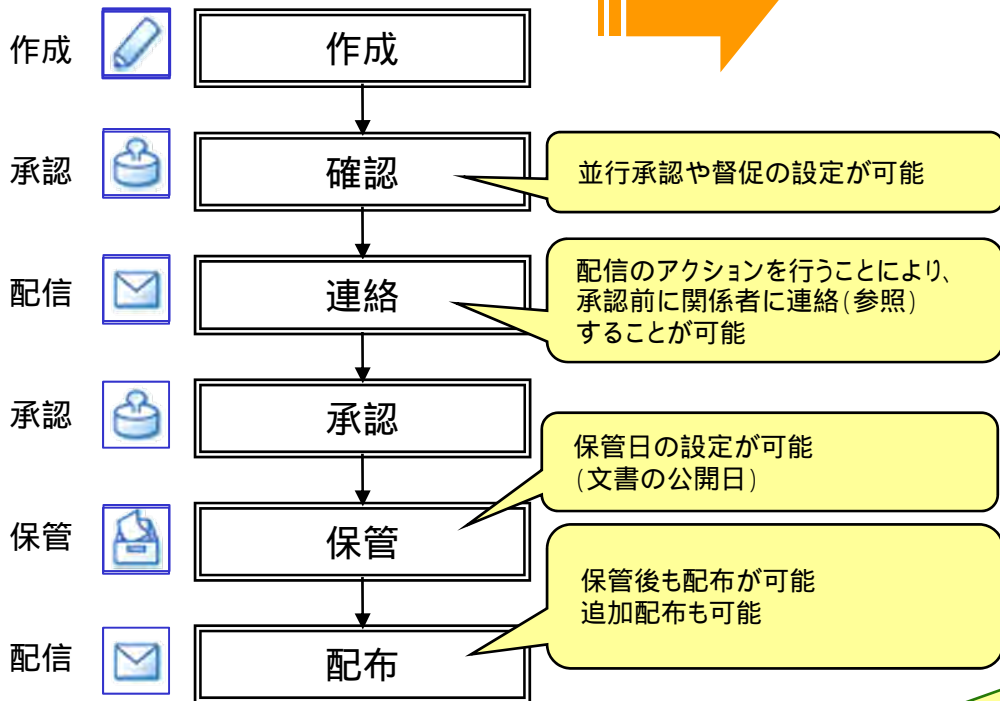 作成
作成
承認
確認
並行承認や督促の設定が可能
配信
連絡
配信のアクションを行うことにより、
承認前に関係者に連絡(参照)
することが可能
承認
承認
保管日の設定が可能
(文書の公開日)
保管
保管
保管後も配布が可能
追加配布も可能
配信
配布